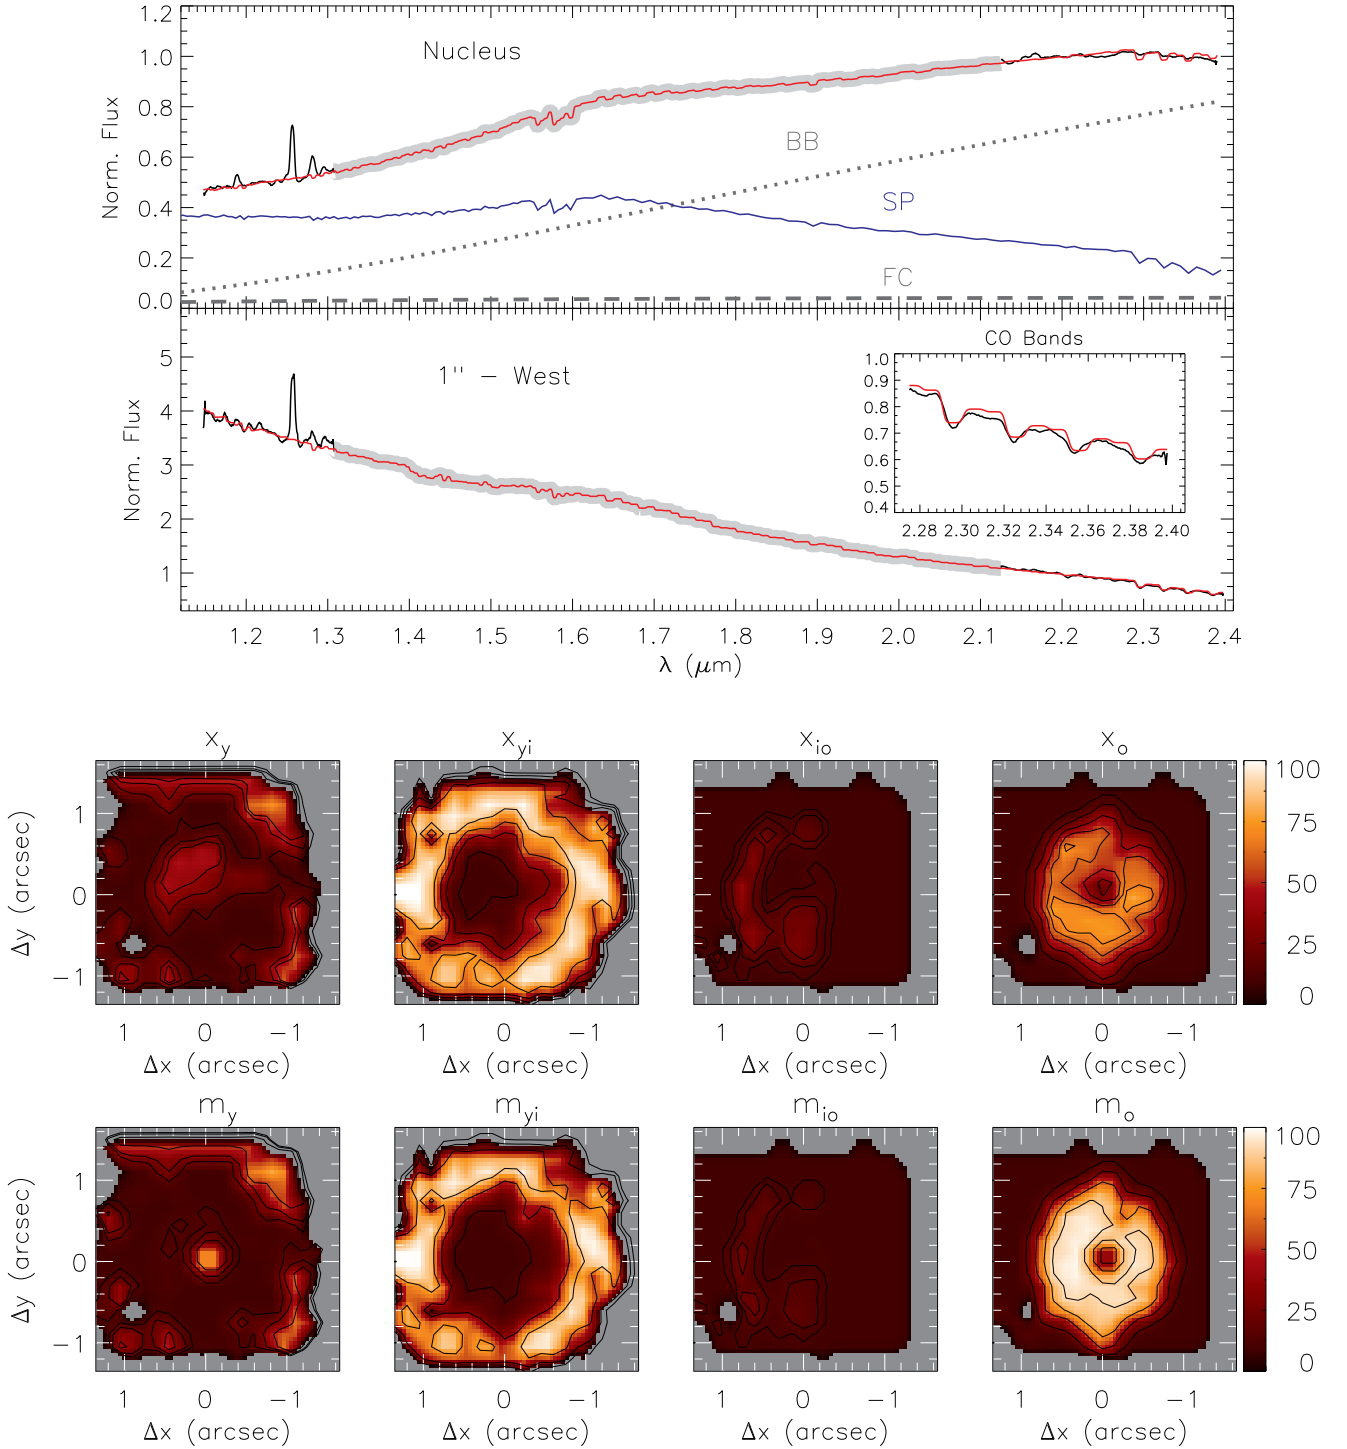 1.2
1.0
0.8
0.6
0.4
0.2
0.0
Norm. Flux
Nucleus
BB
SP
FC
5
4
3
2
1
Norm. Flux
1" − West
CO Bands
1.0
0.9
0.8
0.7
0.6
0.5
0.4
2.28 2.30 2.32 2.34 2.36 2.38 2.40
1.2 1.3 1.4 1.5 1.6 1.7 1.8 1.9 2.0 2.1 2.2 2.3 2.4
λ (μm)
x_y x_yi x_io x_o
1
0
−1
Δy (arcsec)
100
75
50
25
0
1 0 −1 1 0 −1 1 0 −1 1 0 −1
Δx (arcsec) Δx (arcsec) Δx (arcsec) Δx (arcsec)
m_y m_yi m_io m_o
1
0
−1
Δy (arcsec)
100
75
50
25
0
1 0 −1 1 0 −1 1 0 −1 1 0 −1
Δx (arcsec) Δx (arcsec) Δx (arcsec) Δx (arcsec)